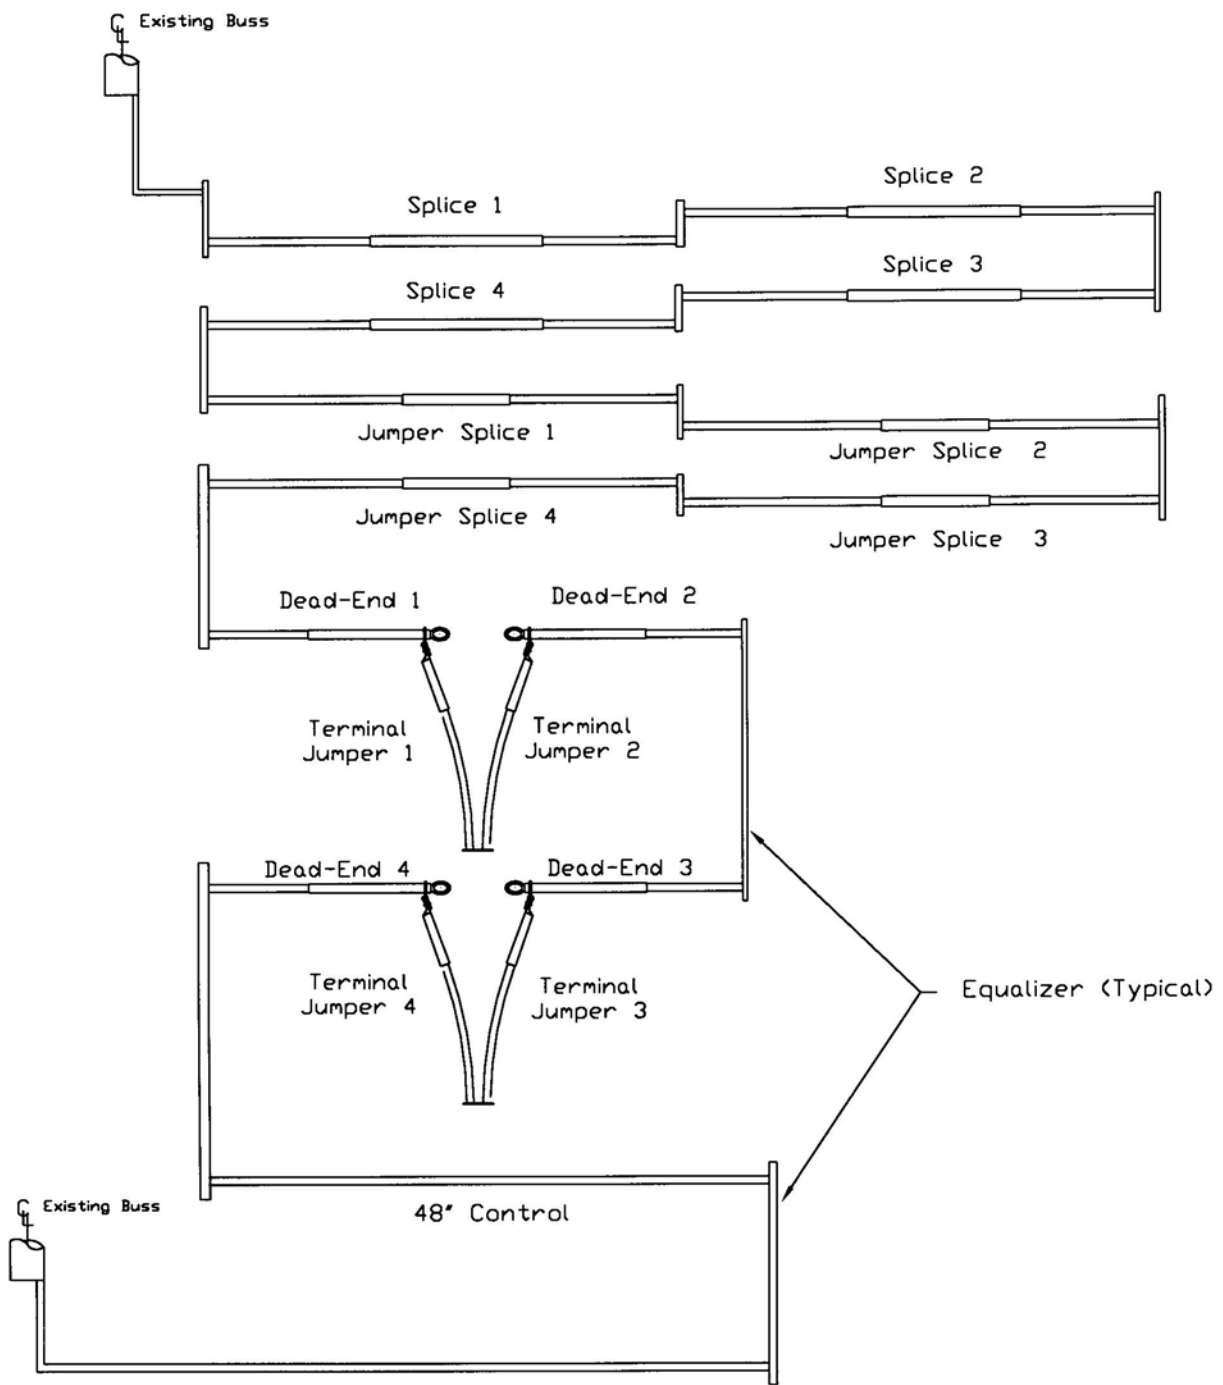 ℄ Existing Buss
Splice 1
Splice 2
Splice 4
Splice 3
Jumper Splice 1
Jumper Splice 2
Jumper Splice 4
Jumper Splice 3
Dead-End 1
Dead-End 2
Terminal
Jumper 1
Terminal
Jumper 2
Dead-End 4
Dead-End 3
Terminal
Jumper 4
Terminal
Jumper 3
Equalizer (Typical)
48" Control
℄ Existing Buss